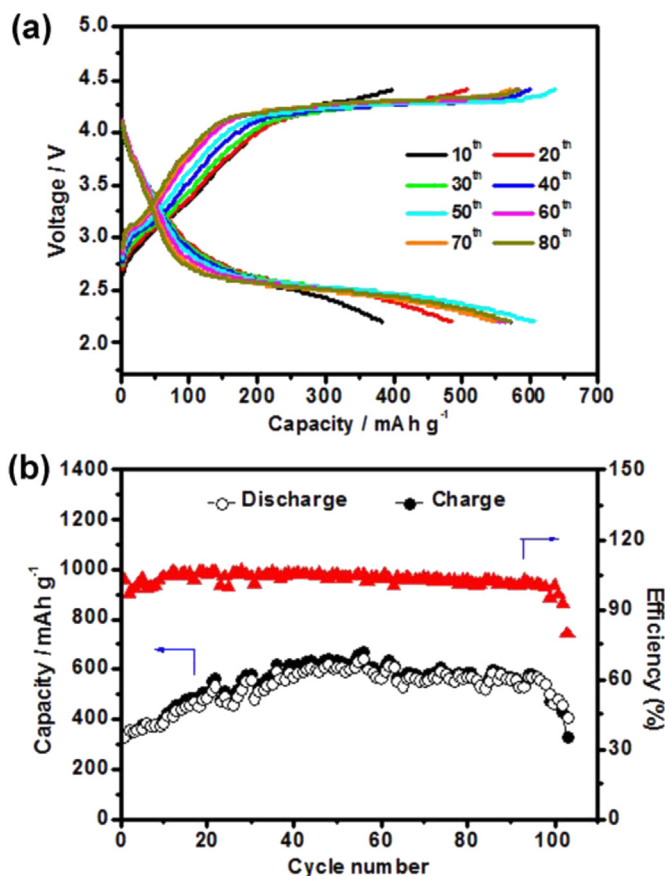 (a)
5.0
4.5
4.0
3.5
3.0
2.5
2.0
Voltage / V
10th 20th
30th 40th
50th 60th
70th 80th
0 100 200 300 400 500 600 700
Capacity / mAh g-1
(b)
1400
1200
1000
800
600
400
200
0
Capacity / mAh g-1
Discharge Charge
150
120
90
60
30
0
Efficiency (%)
0 20 40 60 80 100
Cycle number